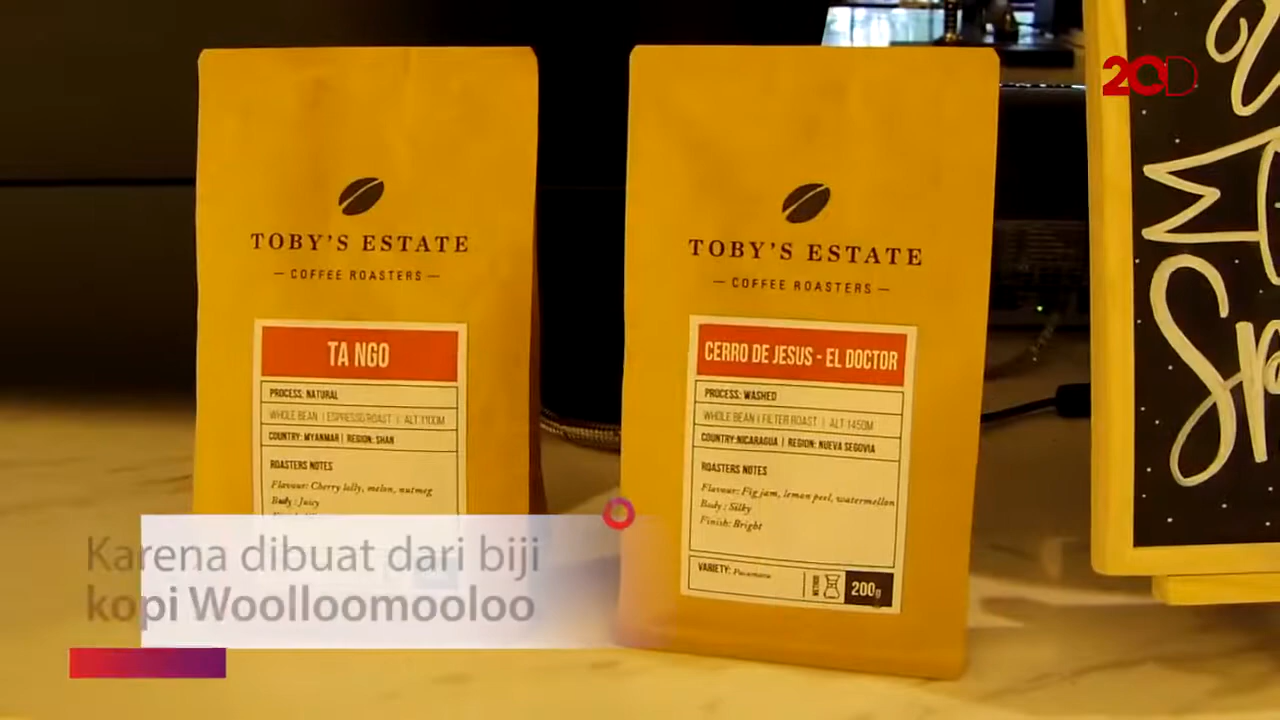 20D
TOBY'S ESTATE
— COFFEE ROASTERS —
TA NGO
PROCESS: NATURAL
WHOLE BEAN | ESPRESSO ROAST | ALT 1100M
COUNTRY: MYANMAR | REGION: SHAN
ROASTERS NOTES
Flavour: Cherry lolly, melon, nutmeg
Body: Juicy
TOBY'S ESTATE
— COFFEE ROASTERS —
CERRO DE JESUS - EL DOCTOR
PROCESS: WASHED
WHOLE BEAN | FILTER ROAST | ALT 1450M
COUNTRY: NICARAGUA | REGION: NUEVA SEGOVIA
ROASTERS NOTES
Flavour: Fig jam, lemon peel, watermelon
Body: Silky
Finish: Bright
VARIETY: Pacamara
METHOD
200g
Karena dibuat dari biji
kopi Woolloomooloo